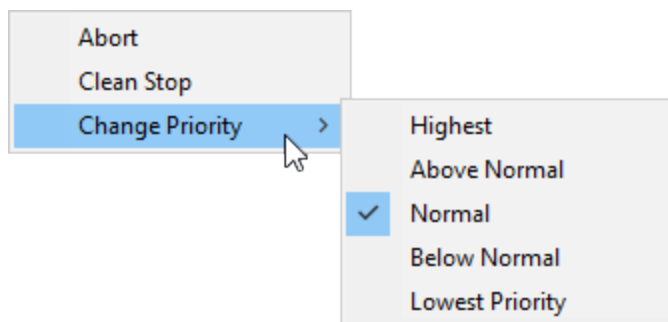 Abort
Clean Stop
Change Priority
Highest
Above Normal
Normal
Below Normal
Lowest Priority